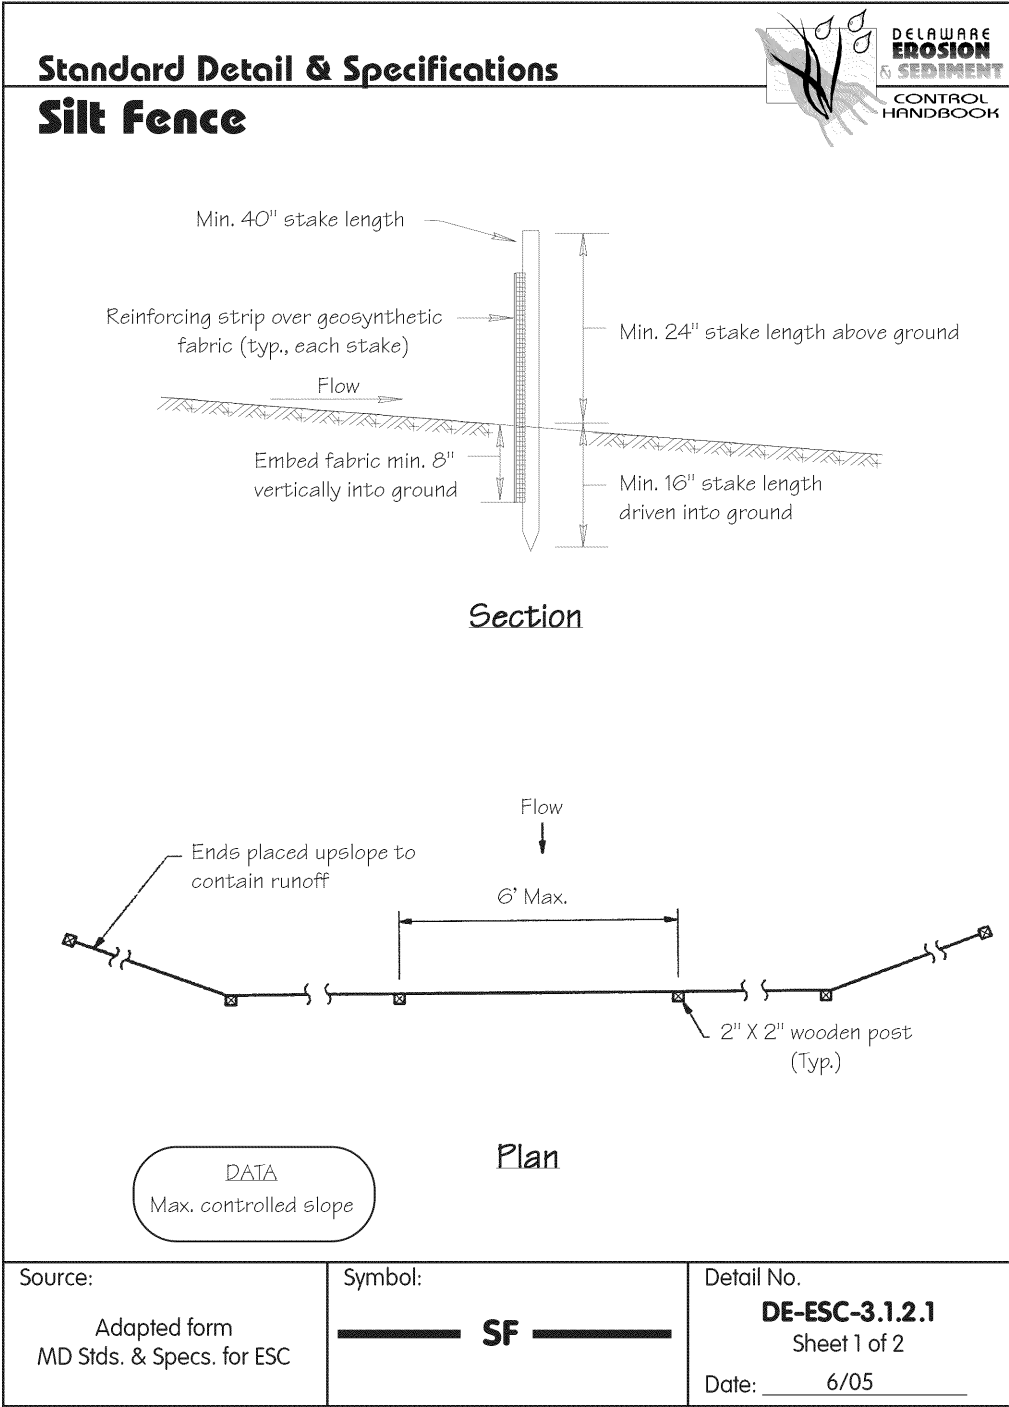 Standard Detail & Specifications
Silt Fence
DELAWARE
EROSION
& SEDIMENT
CONTROL
HANDBOOK
Min. 40" stake length
Reinforcing strip over geosynthetic
fabric (typ., each stake)
Min. 24" stake length above ground
Flow
Embed fabric min. 8"
vertically into ground
Min. 16" stake length
driven into ground
Section
Flow
Ends placed upslope to
contain runoff
6' Max.
2" X 2" wooden post
(Typ.)
Plan
DATA
Max. controlled slope
Source:
Adapted form
MD Stds. & Specs. for ESC
Symbol:
SF
Detail No.
DE-ESC-3.1.2.1
Sheet 1 of 2
Date: 6/05